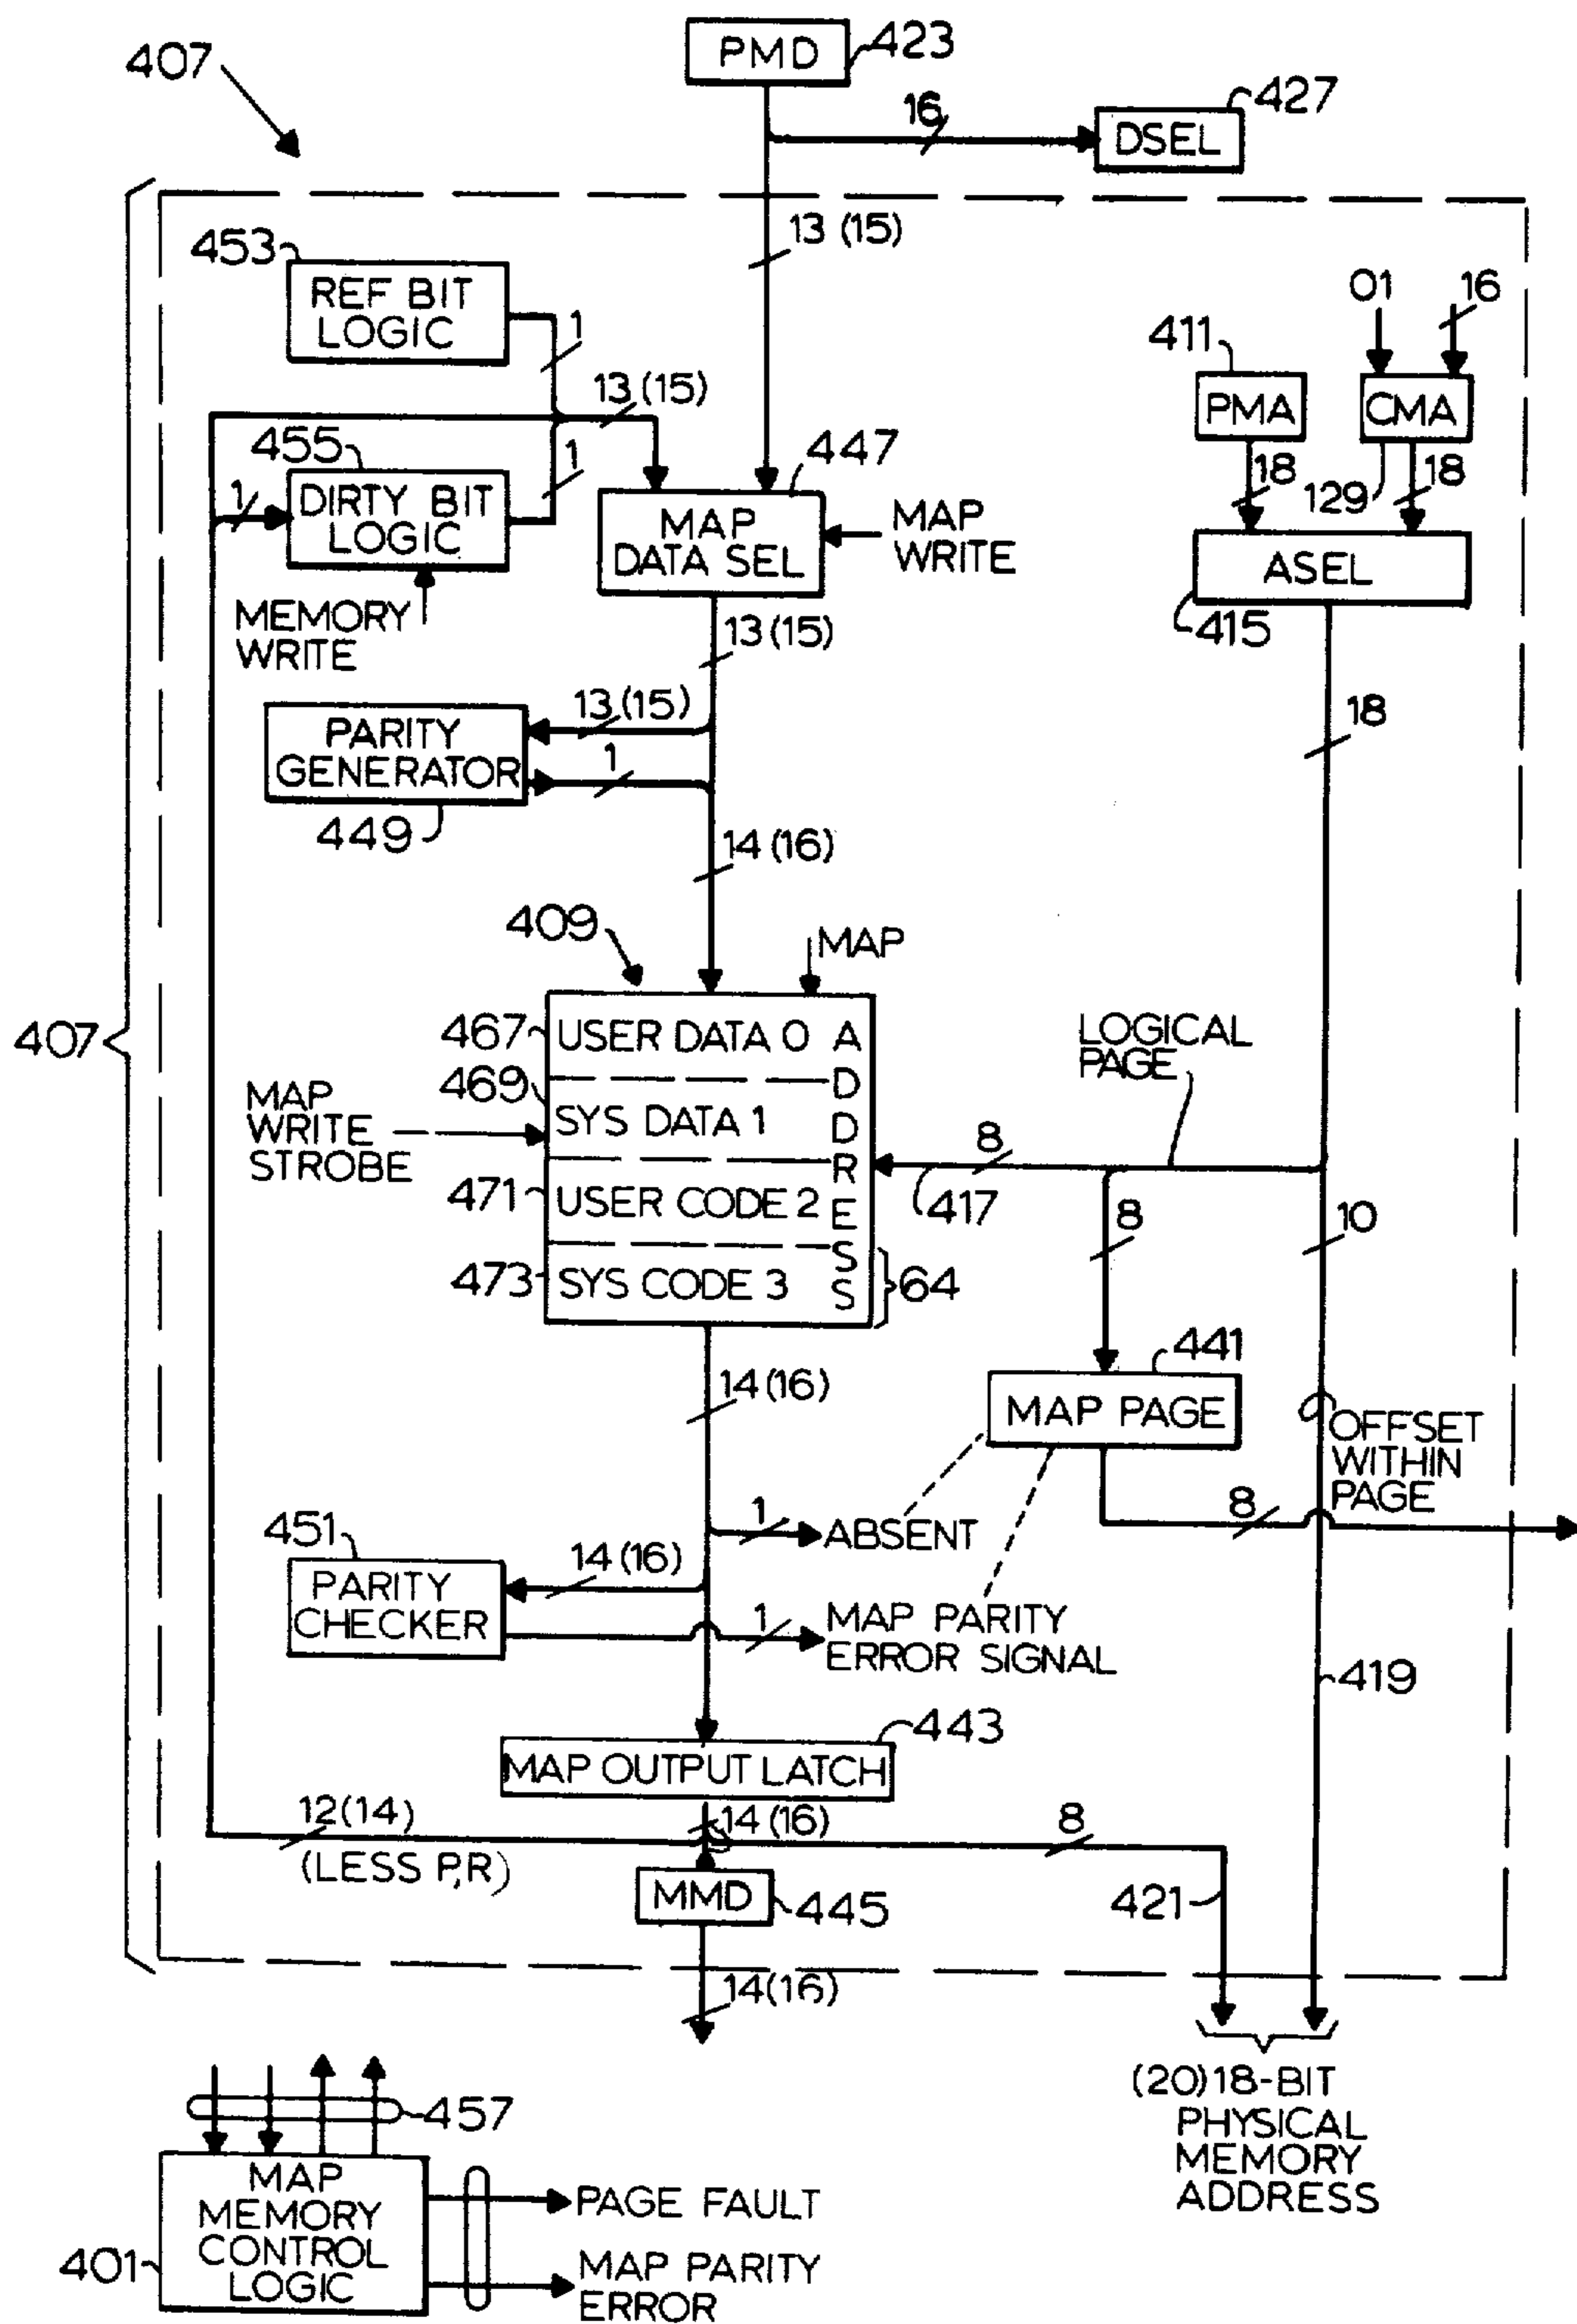 PMD
423
407
16
427
DSEL
13 (15)
453
REF BIT
LOGIC
1
01
16
411
PMA
CMA
13 (15)
455
1
447
18
129
18
1
DIRTY BIT
LOGIC
MAP
DATA SEL
MAP
WRITE
ASEL
415
MEMORY
WRITE
13 (15)
13 (15)
18
PARITY
GENERATOR
1
449
14 (16)
409
MAP
407
467
USER DATA 0
469
SYS DATA 1
471
USER CODE 2
473
SYS CODE 3
ADDRESS
64
MAP
WRITE
STROBE
LOGICAL
PAGE
8
417
8
10
441
MAP PAGE
14 (16)
OFFSET
WITHIN
PAGE
8
1
ABSENT
451
PARITY
CHECKER
14 (16)
1
MAP PARITY
ERROR SIGNAL
419
443
MAP OUTPUT LATCH
12(14)
(LESS P,R)
14 (16)
8
MMD
445
421
14(16)
(20)18-BIT
PHYSICAL
MEMORY
ADDRESS
457
MAP
MEMORY
CONTROL
LOGIC
401
PAGE FAULT
MAP PARITY
ERROR